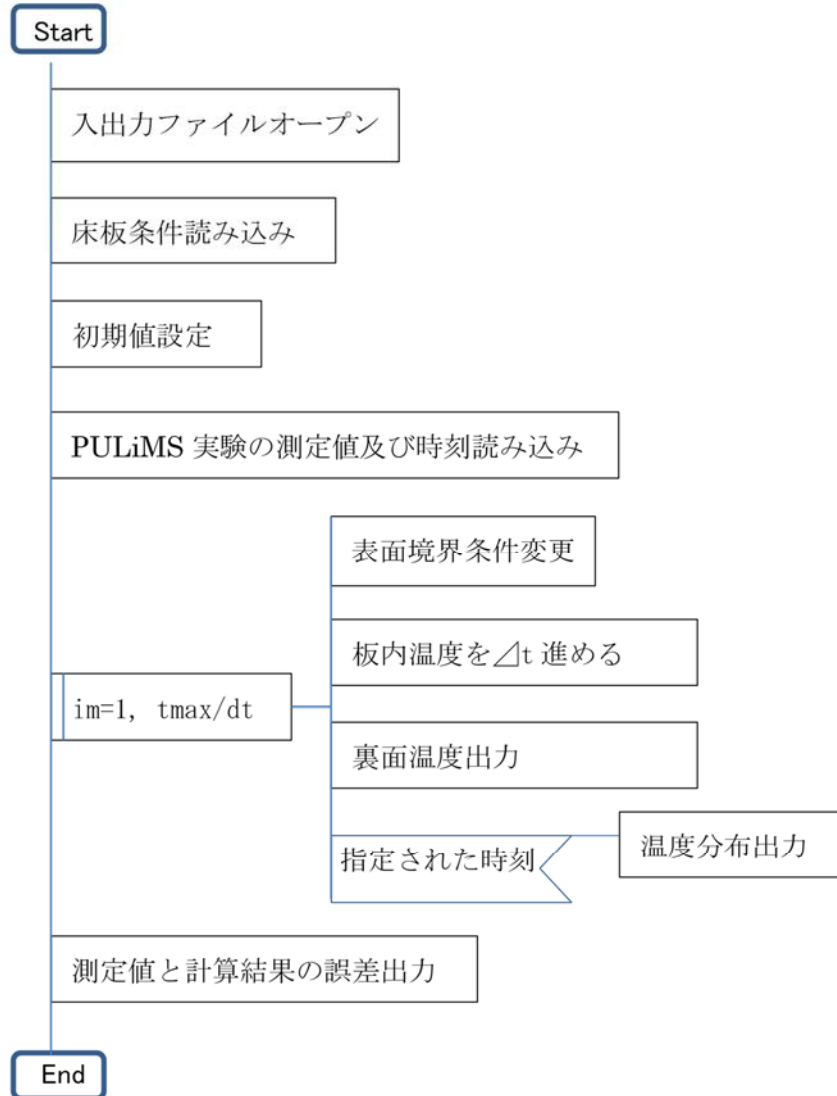 Start
入出力ファイルオープン
床板条件読み込み
初期値設定
PULiMS 実験の測定値及び時刻読み込み
im=1, tmax/dt
表面境界条件変更
板内温度を⊿t 進める
裏面温度出力
指定された時刻
温度分布出力
測定値と計算結果の誤差出力
End